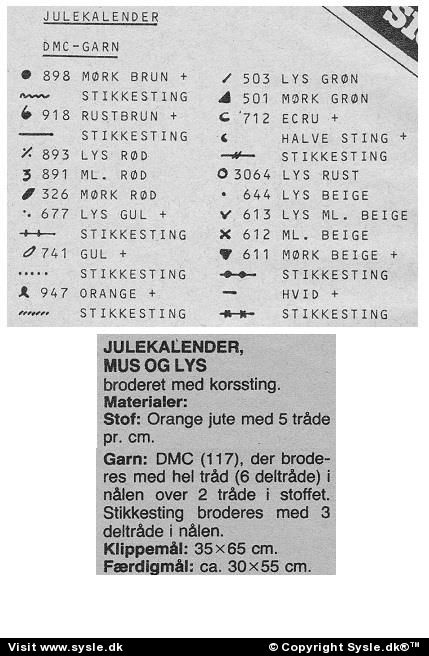 JULEKALENDER
DMC-GARN
898 MØRK BRUN +
STIKKESTING
918 RUSTBRUN +
STIKKESTING
893 LYS RØD
891 ML. RØD
326 MØRK RØD
677 LYS GUL +
STIKKESTING
741 GUL +
STIKKESTING
947 ORANGE +
STIKKESTING
503 LYS GRØN
501 MØRK GRØN
712 ECRU +
HALVE STING +
STIKKESTING
3064 LYS RUST
644 LYS BEIGE
613 LYS ML. BEIGE
612 ML. BEIGE
611 MØRK BEIGE +
STIKKESTING
HVID +
STIKKESTING
JULEKALENDER,
MUS OG LYS
broderet med korssting.
Materialer:
Stof: Orange jute med 5 tråde
pr. cm.
Garn: DMC (117), der brode-
res med hel tråd (6 deltråde) i
nålen over 2 tråde i stoffet.
Stikkesting broderes med 3
deltråde i nålen.
Klippemål: 35×65 cm.
Færdigmål: ca. 30×55 cm.
Visit www.sysle.dk © Copyright Sysle.dk®™